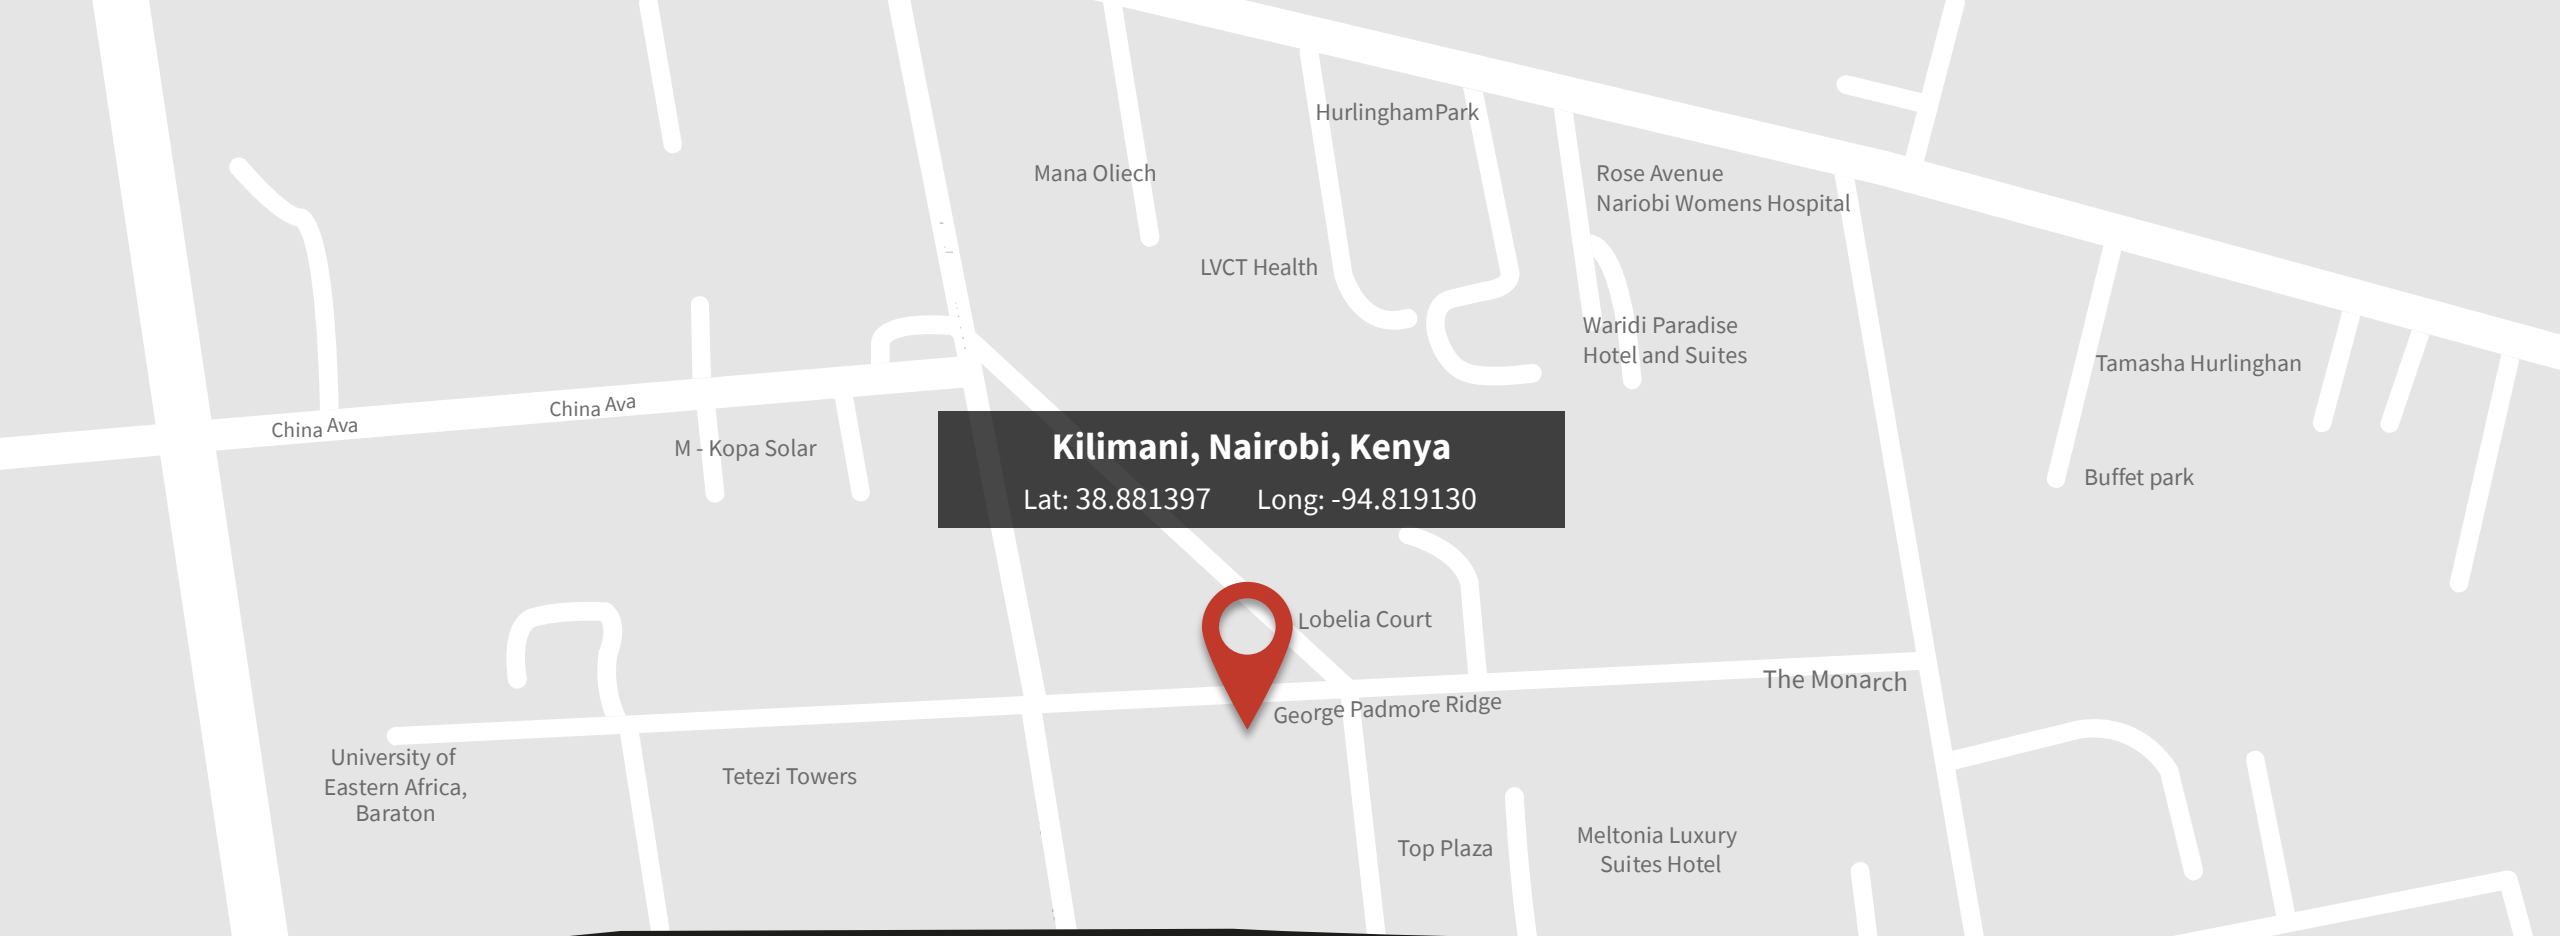 HurlinghamPark
Mana Oliech
Rose Avenue
Nariobi Womens Hospital
LVCT Health
Waridi Paradise
Hotel and Suites
Tamasha Hurlinghan
China Ava
China Ava
M - Kopa Solar
Kilimani, Nairobi, Kenya
Lat: 38.881397 Long: -94.819130
Buffet park
Lobelia Court
The Monarch
George Padmore Ridge
University of
Eastern Africa,
Baraton
Tetezi Towers
Top Plaza
Meltonia Luxury
Suites Hotel